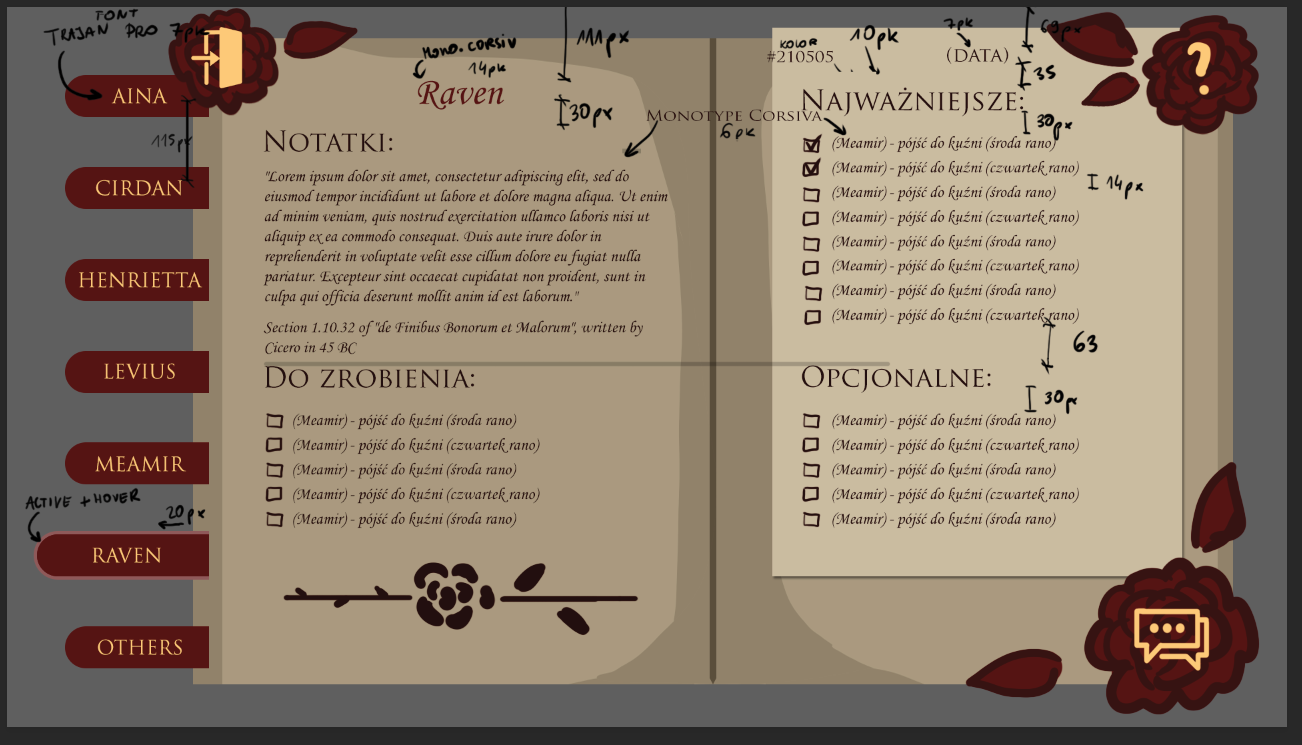 FONT
TRAJAN PRO 7pk
AINA
115px
CIRDAN
HENRIETTA
LEVIUS
MEAMIR
ACTIVE + HOVER
20px
RAVEN
OTHERS
MONO. CORSIV
14pk
Raven
111px
30px
NOTATKI:
MONOTYPE CORSIVA
6pk
"Lorem ipsum dolor sit amet, consectetur adipiscing elit, sed do
eiusmod tempor incididunt ut labore et dolore magna aliqua. Ut enim
ad minim veniam, quis nostrud exercitation ullamco laboris nisi ut
aliquip ex ea commodo consequat. Duis aute irure dolor in
reprehenderit in voluptate velit esse cillum dolore eu fugiat nulla
pariatur. Excepteur sint occaecat cupidatat non proident, sunt in
culpa qui officia deserunt mollit anim id est laborum."
Section 1.10.32 of "de Finibus Bonorum et Malorum", written by
Cicero in 45 BC
DO ZROBIENIA:
(Meamir) - pójść do kuźni (środa rano)
(Meamir) - pójść do kuźni (czwartek rano)
(Meamir) - pójść do kuźni (środa rano)
(Meamir) - pójść do kuźni (czwartek rano)
(Meamir) - pójść do kuźni (środa rano)
KOLOR
#210505
10pk
7pk
(DATA)
63px
35
NAJWAŻNIEJSZE:
30px
(Meamir) - pójść do kuźni (środa rano)
(Meamir) - pójść do kuźni (czwartek rano)
14px
(Meamir) - pójść do kuźni (środa rano)
(Meamir) - pójść do kuźni (czwartek rano)
(Meamir) - pójść do kuźni (środa rano)
(Meamir) - pójść do kuźni (czwartek rano)
(Meamir) - pójść do kuźni (środa rano)
(Meamir) - pójść do kuźni (czwartek rano)
63
OPCJONALNE:
30px
(Meamir) - pójść do kuźni (środa rano)
(Meamir) - pójść do kuźni (czwartek rano)
(Meamir) - pójść do kuźni (środa rano)
(Meamir) - pójść do kuźni (czwartek rano)
(Meamir) - pójść do kuźni (środa rano)
?